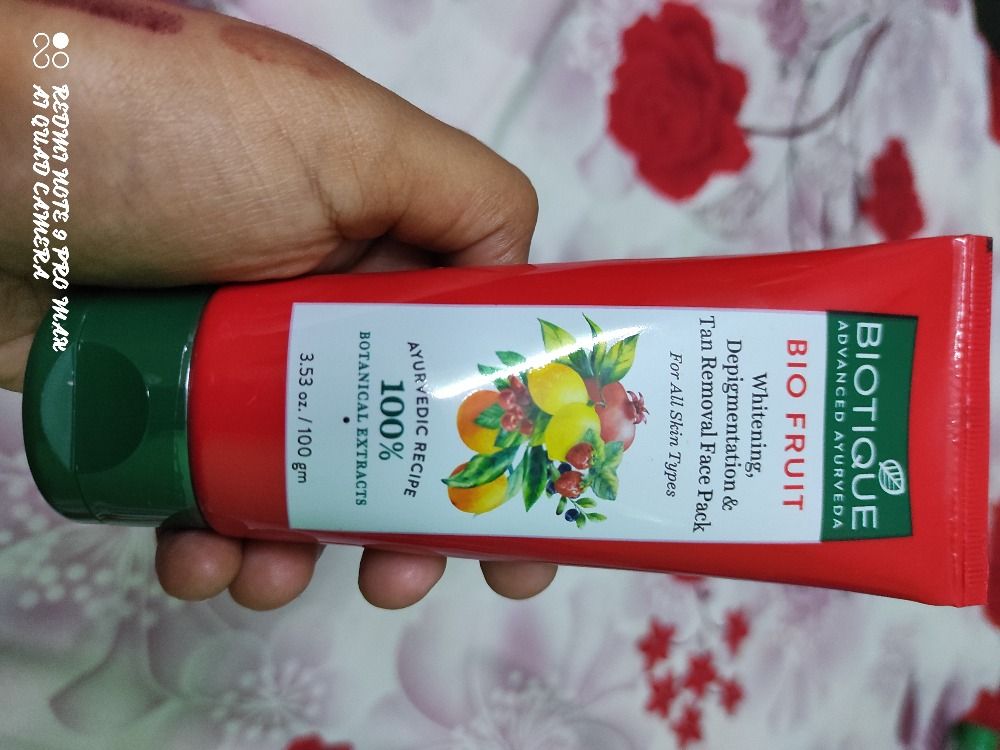 BIOTIQUE
ADVANCED AYURVEDA
BIO FRUIT
Whitening,
Depigmentation &
Tan Removal Face Pack
For All Skin Types
AYURVEDIC RECIPE
100%
BOTANICAL EXTRACTS
3.53 oz. / 100 gm
REDMI NOTE 9 PRO MAX
AI QUAD CAMERA